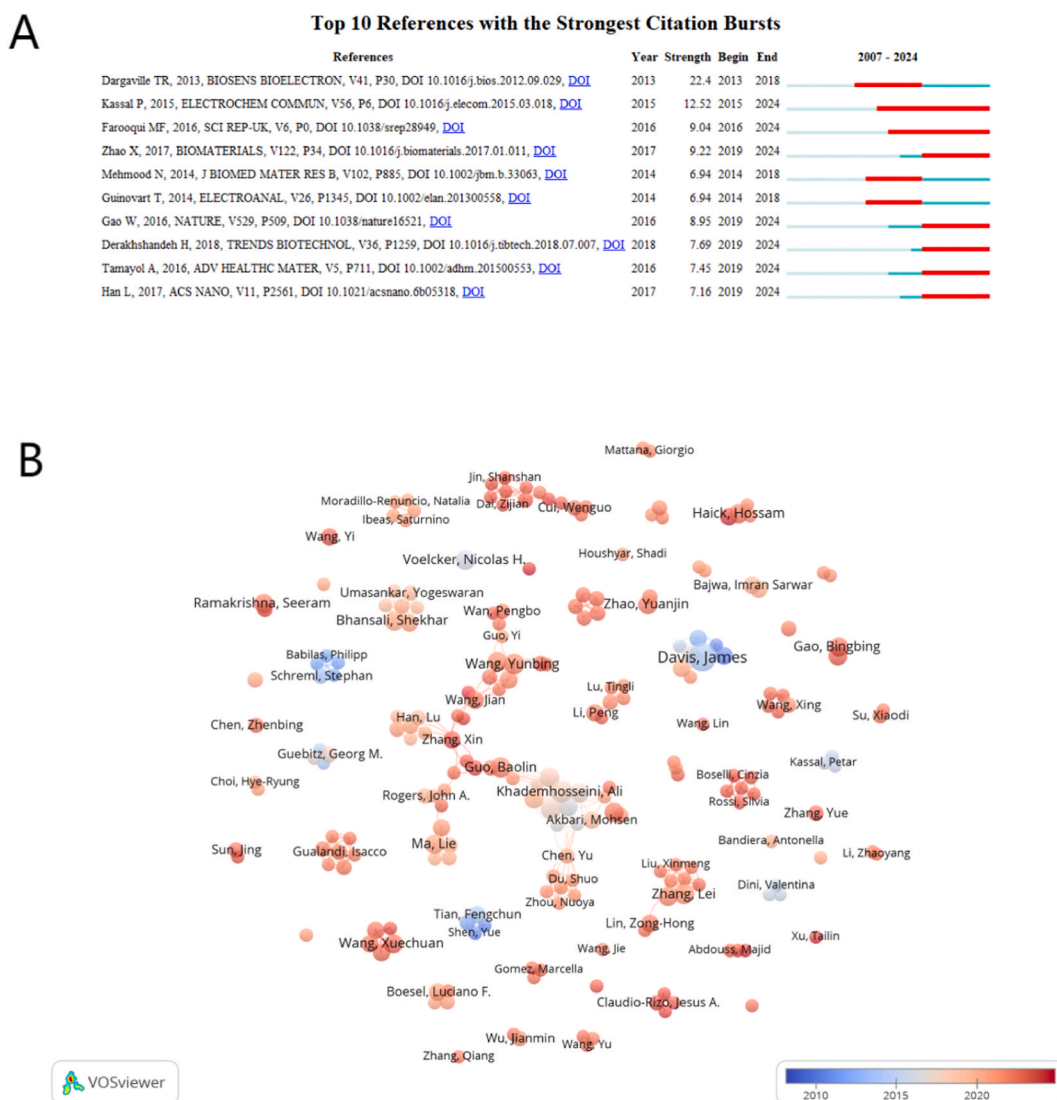 A
Top 10 References with the Strongest Citation Bursts
References Year Strength Begin End 2007 - 2024
Dargaville TR, 2013, BIOSENS BIOELECTRON, V41, P30, DOI 10.1016/j.bios.2012.09.029, DOI 2013 22.4 2013 2018
Kassal P, 2015, ELECTROCHEM COMMUN, V56, P6, DOI 10.1016/j.elecom.2015.03.018, DOI 2015 12.52 2015 2024
Farooqui MF, 2016, SCI REP-UK, V6, P0, DOI 10.1038/srep28949, DOI 2016 9.04 2016 2024
Zhao X, 2017, BIOMATERIALS, V122, P34, DOI 10.1016/j.biomaterials.2017.01.011, DOI 2017 9.22 2019 2024
Mehmood N, 2014, J BIOMED MATER RES B, V102, P885, DOI 10.1002/jbm.b.33063, DOI 2014 6.94 2014 2018
Guinovart T, 2014, ELECTROANAL, V26, P1345, DOI 10.1002/elan.201300558, DOI 2014 6.94 2014 2018
Gao W, 2016, NATURE, V529, P509, DOI 10.1038/nature16521, DOI 2016 8.95 2019 2024
Derakhshandeh H, 2018, TRENDS BIOTECHNOL, V36, P1259, DOI 10.1016/j.tibtech.2018.07.007, DOI 2018 7.69 2019 2024
Tamayol A, 2016, ADV HEALTHC MATER, V5, P711, DOI 10.1002/adhm.201500553, DOI 2016 7.45 2019 2024
Han L, 2017, ACS NANO, V11, P2561, DOI 10.1021/acsnano.6b05318, DOI 2017 7.16 2019 2024
B
Mattana, Giorgio
Jin, Shanshan
Moradillo-Renuncio, Natalia
Dai, Zijian
Cui, Wenguo
Haick, Hossam
Ibeas, Saturnino
Wang, Yi
Houshyar, Shadi
Voelcker, Nicolas H.
Bajwa, Imran Sarwar
Umasankar, Yogeswaran
Ramakrishna, Seeram
Wan, Pengbo
Zhao, Yuanjin
Bhansali, Shekhar
Guo, Yi
Gao, Bingbing
Babilas, Philipp
Davis, James
Wang, Yunbing
Schreml, Stephan
Lu, Tingli
Wang, Jian
Wang, Xing
Li, Peng
Su, Xiaodi
Han, Lu
Chen, Zhenbing
Wang, Lin
Zhang, Xin
Guebitz, Georg M.
Kassal, Petar
Guo, Baolin
Boselli, Cinzia
Choi, Hye-Ryung
Khademhosseini, Ali
Rogers, John A.
Rossi, Silvia
Zhang, Yue
Akbari, Mohsen
Ma, Lie
Bandiera, Antonella
Sun, Jing
Gualandi, Isacco
Chen, Yu
Li, Zhaoyang
Liu, Xinmeng
Du, Shuo
Dini, Valentina
Zhang, Lei
Zhou, Nuoya
Tian, Fengchun
Lin, Zong-Hong
Shen, Yue
Xu, Tailin
Wang, Xuechuan
Wang, Jie
Abdouss, Majid
Gomez, Marcella
Boesel, Luciano F.
Claudio-Rizo, Jesus A.
Wu, Jianmin
Wang, Yu
Zhang, Qiang
VOSviewer
2010 2015 2020